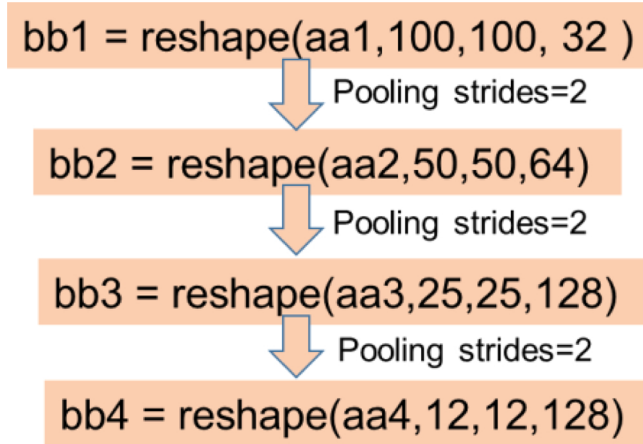 bb1 = reshape(aa1,100,100, 32 )
Pooling strides=2
bb2 = reshape(aa2,50,50,64)
Pooling strides=2
bb3 = reshape(aa3,25,25,128)
Pooling strides=2
bb4 = reshape(aa4,12,12,128)